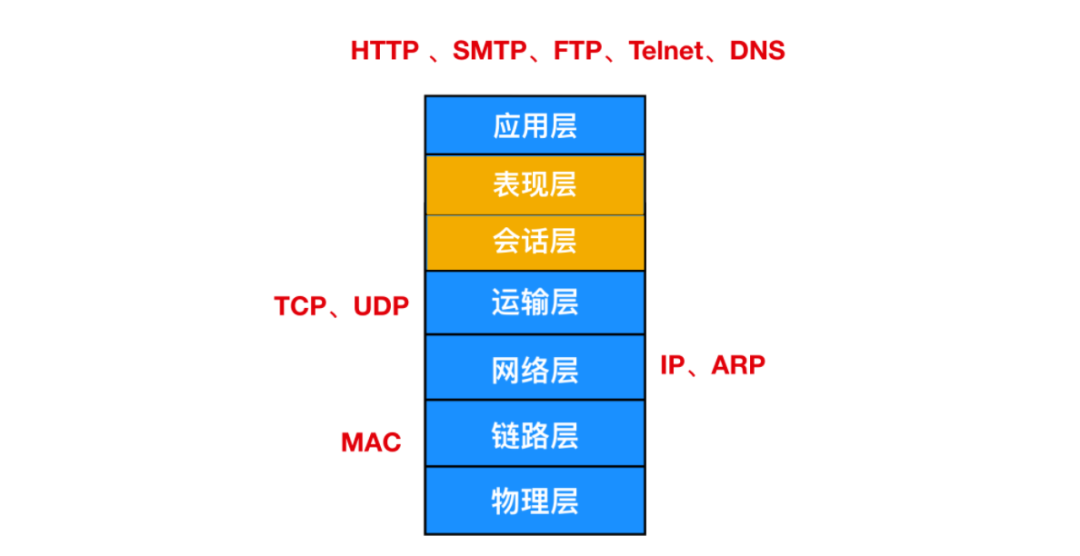 HTTP 、SMTP、FTP、Telnet、DNS
应用层
表现层
会话层
TCP、UDP
运输层
网络层
IP、ARP
MAC
链路层
物理层